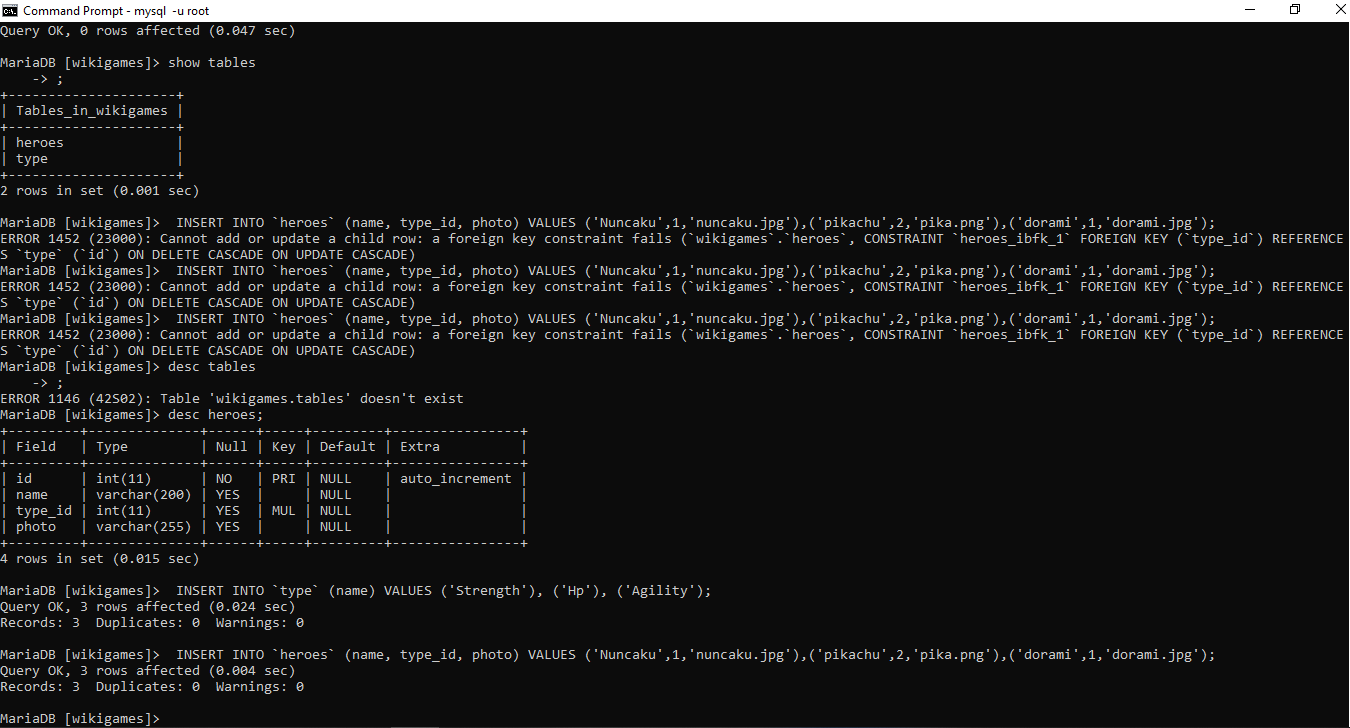 Command Prompt - mysql  -u root
Query OK, 0 rows affected (0.047 sec)

MariaDB [wikigames]> show tables
    -> ;
+---------------------+
| Tables_in_wikigames |
+---------------------+
| heroes              |
| type                |
+---------------------+
2 rows in set (0.001 sec)

MariaDB [wikigames]>  INSERT INTO `heroes` (name, type_id, photo) VALUES ('Nuncaku',1,'nuncaku.jpg'),('pikachu',2,'pika.png'),('dorami',1,'dorami.jpg');
ERROR 1452 (23000): Cannot add or update a child row: a foreign key constraint fails (`wikigames`.`heroes`, CONSTRAINT `heroes_ibfk_1` FOREIGN KEY (`type_id`) REFERENCE
S `type` (`id`) ON DELETE CASCADE ON UPDATE CASCADE)
MariaDB [wikigames]>  INSERT INTO `heroes` (name, type_id, photo) VALUES ('Nuncaku',1,'nuncaku.jpg'),('pikachu',2,'pika.png'),('dorami',1,'dorami.jpg');
ERROR 1452 (23000): Cannot add or update a child row: a foreign key constraint fails (`wikigames`.`heroes`, CONSTRAINT `heroes_ibfk_1` FOREIGN KEY (`type_id`) REFERENCE
S `type` (`id`) ON DELETE CASCADE ON UPDATE CASCADE)
MariaDB [wikigames]>  INSERT INTO `heroes` (name, type_id, photo) VALUES ('Nuncaku',1,'nuncaku.jpg'),('pikachu',2,'pika.png'),('dorami',1,'dorami.jpg');
ERROR 1452 (23000): Cannot add or update a child row: a foreign key constraint fails (`wikigames`.`heroes`, CONSTRAINT `heroes_ibfk_1` FOREIGN KEY (`type_id`) REFERENCE
S `type` (`id`) ON DELETE CASCADE ON UPDATE CASCADE)
MariaDB [wikigames]> desc tables
    -> ;
ERROR 1146 (42S02): Table 'wikigames.tables' doesn't exist
MariaDB [wikigames]> desc heroes;
+---------+--------------+------+-----+---------+----------------+
| Field   | Type         | Null | Key | Default | Extra          |
+---------+--------------+------+-----+---------+----------------+
| id      | int(11)      | NO   | PRI | NULL    | auto_increment |
| name    | varchar(200) | YES  |     | NULL    |                |
| type_id | int(11)      | YES  | MUL | NULL    |                |
| photo   | varchar(255) | YES  |     | NULL    |                |
+---------+--------------+------+-----+---------+----------------+
4 rows in set (0.015 sec)

MariaDB [wikigames]>  INSERT INTO `type` (name) VALUES ('Strength'), ('Hp'), ('Agility');
Query OK, 3 rows affected (0.024 sec)
Records: 3  Duplicates: 0  Warnings: 0

MariaDB [wikigames]>  INSERT INTO `heroes` (name, type_id, photo) VALUES ('Nuncaku',1,'nuncaku.jpg'),('pikachu',2,'pika.png'),('dorami',1,'dorami.jpg');
Query OK, 3 rows affected (0.004 sec)
Records: 3  Duplicates: 0  Warnings: 0

MariaDB [wikigames]>